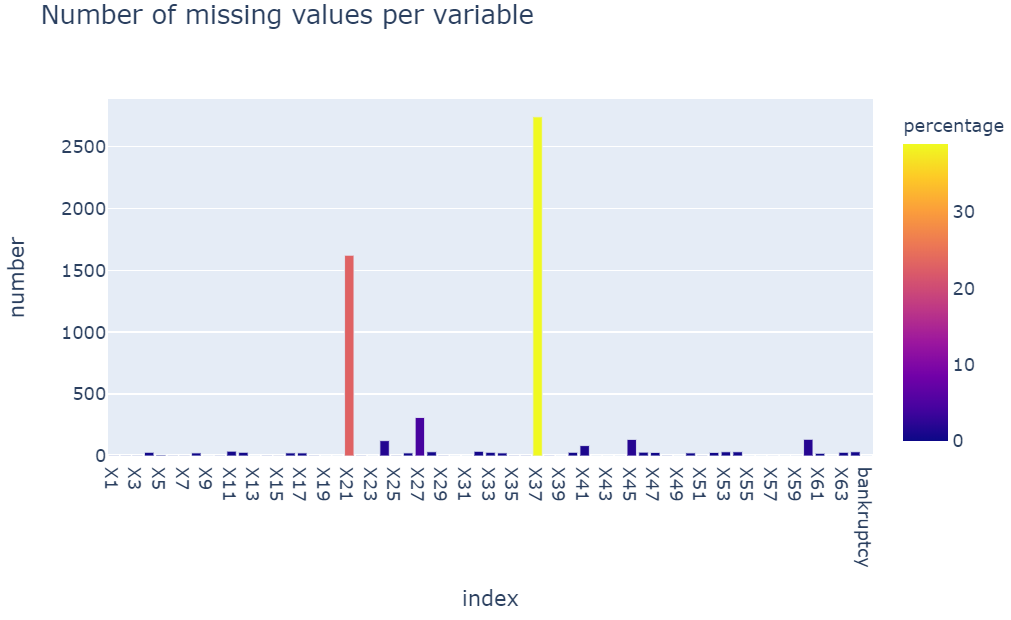 Number of missing values per variable
percentage
2500
2000
1500
1000
500
0
30
20
10
0
number
X1
X3
X5
X7
X9
X11
X13
X15
X17
X19
X21
X23
X25
X27
X29
X31
X33
X35
X37
X39
X41
X43
X45
X47
X49
X51
X53
X55
X57
X59
X61
X63
bankruptcy
index